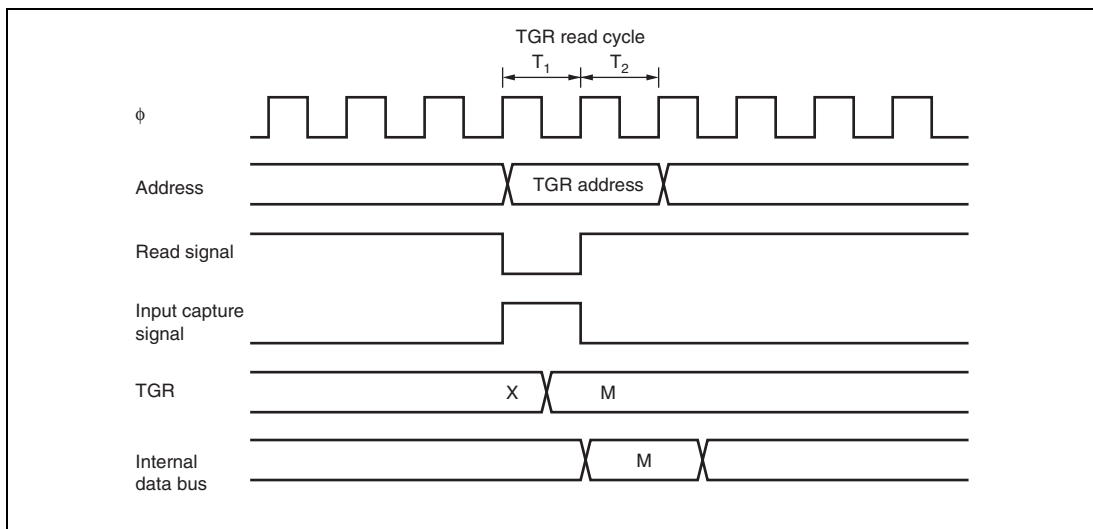 TGR read cycle
T1 T2
ϕ
Address
TGR address
Read signal
Input capture
signal
TGR
X M
Internal
data bus
M